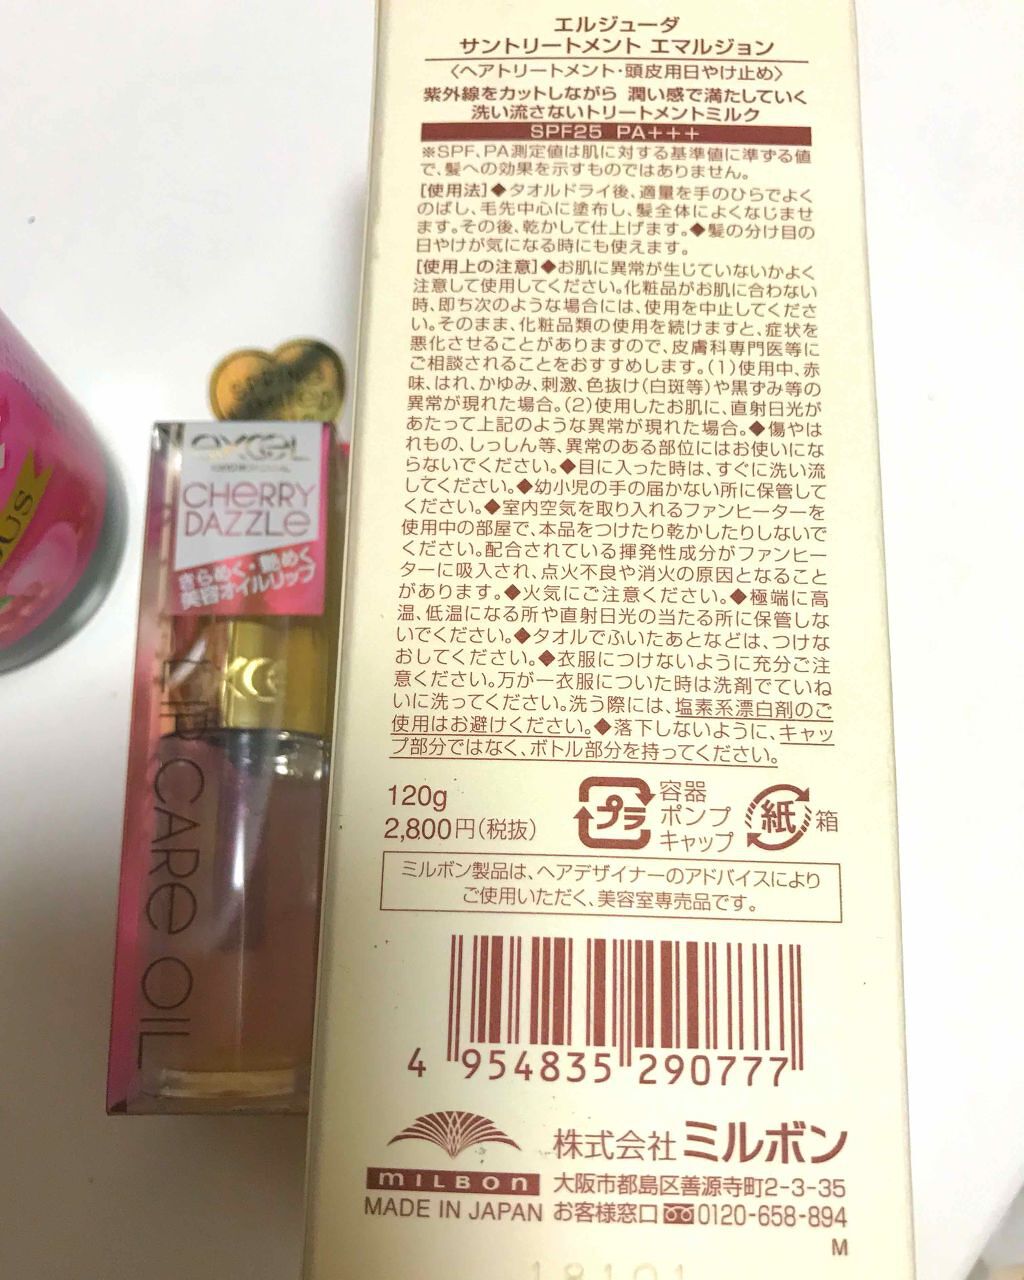 エルジューダ
サントリートメント エマルジョン
〈ヘアトリートメント・頭皮用日やけ止め〉
紫外線をカットしながら 潤い感で満たしていく
洗い流さないトリートメントミルク
SPF25 PA+++
※SPF、PA測定値は肌に対する基準値に準ずる値
で、髪への効果を示すものではありません。
[使用法]◆タオルドライ後、適量を手のひらでよく
のばし、毛先中心に塗布し、髪全体によくなじませ
ます。その後、乾かして仕上げます。◆髪の分け目の
日やけが気になる時にも使えます。
[使用上の注意]◆お肌に異常が生じていないかよく
注意して使用してください。化粧品がお肌に合わない
時、即ち次のような場合には、使用を中止してくださ
い。そのまま、化粧品類の使用を続けますと、症状を
悪化させることがありますので、皮膚科専門医等に
ご相談されることをおすすめします。(1)使用中、赤
味、はれ、かゆみ、刺激、色抜け(白斑等)や黒ずみ等の
異常が現れた場合。(2)使用したお肌に、直射日光が
あたって上記のような異常が現れた場合。◆傷やは
れもの、しっしん等、異常のある部位にはお使いにな
らないでください。◆目に入った時は、すぐに洗い流
してください。◆幼小児の手の届かない所に保管して
ください。◆室内空気を取り入れるファンヒーターを
使用中の部屋で、本品をつけたり乾かしたりしないで
ください。配合されている揮発性成分がファンヒー
ターに吸入され、点火不良や消火の原因となること
があります。◆火気にご注意ください。◆極端に高
温、低温になる所や直射日光の当たる所に保管しな
いでください。◆タオルでふいたあとなどは、つけな
おしてください。◆衣服につけないように充分ご注
意ください。万が一衣服についた時は洗剤でていね
いに洗ってください。洗う際には、塩素系漂白剤のご
使用はお避けください。◆落下しないように、キャッ
プ部分ではなく、ボトル部分を持ってください。
120g
2,800円(税抜)
プラ
容器
ポンプ
キャップ
紙
箱
ミルボン製品は、ヘアデザイナーのアドバイスにより
ご使用いただく、美容室専売品です。
4 954835 290777
MILBON
MADE IN JAPAN
株式会社ミルボン
大阪市都島区善源寺町2-3-35
お客様窓口 0120-658-894
M
18101
SPRING
LIMITED
excel
CHERRY
DAZZLE
きらめく・艶めく
美容オイルリップ
LIP CARE OIL